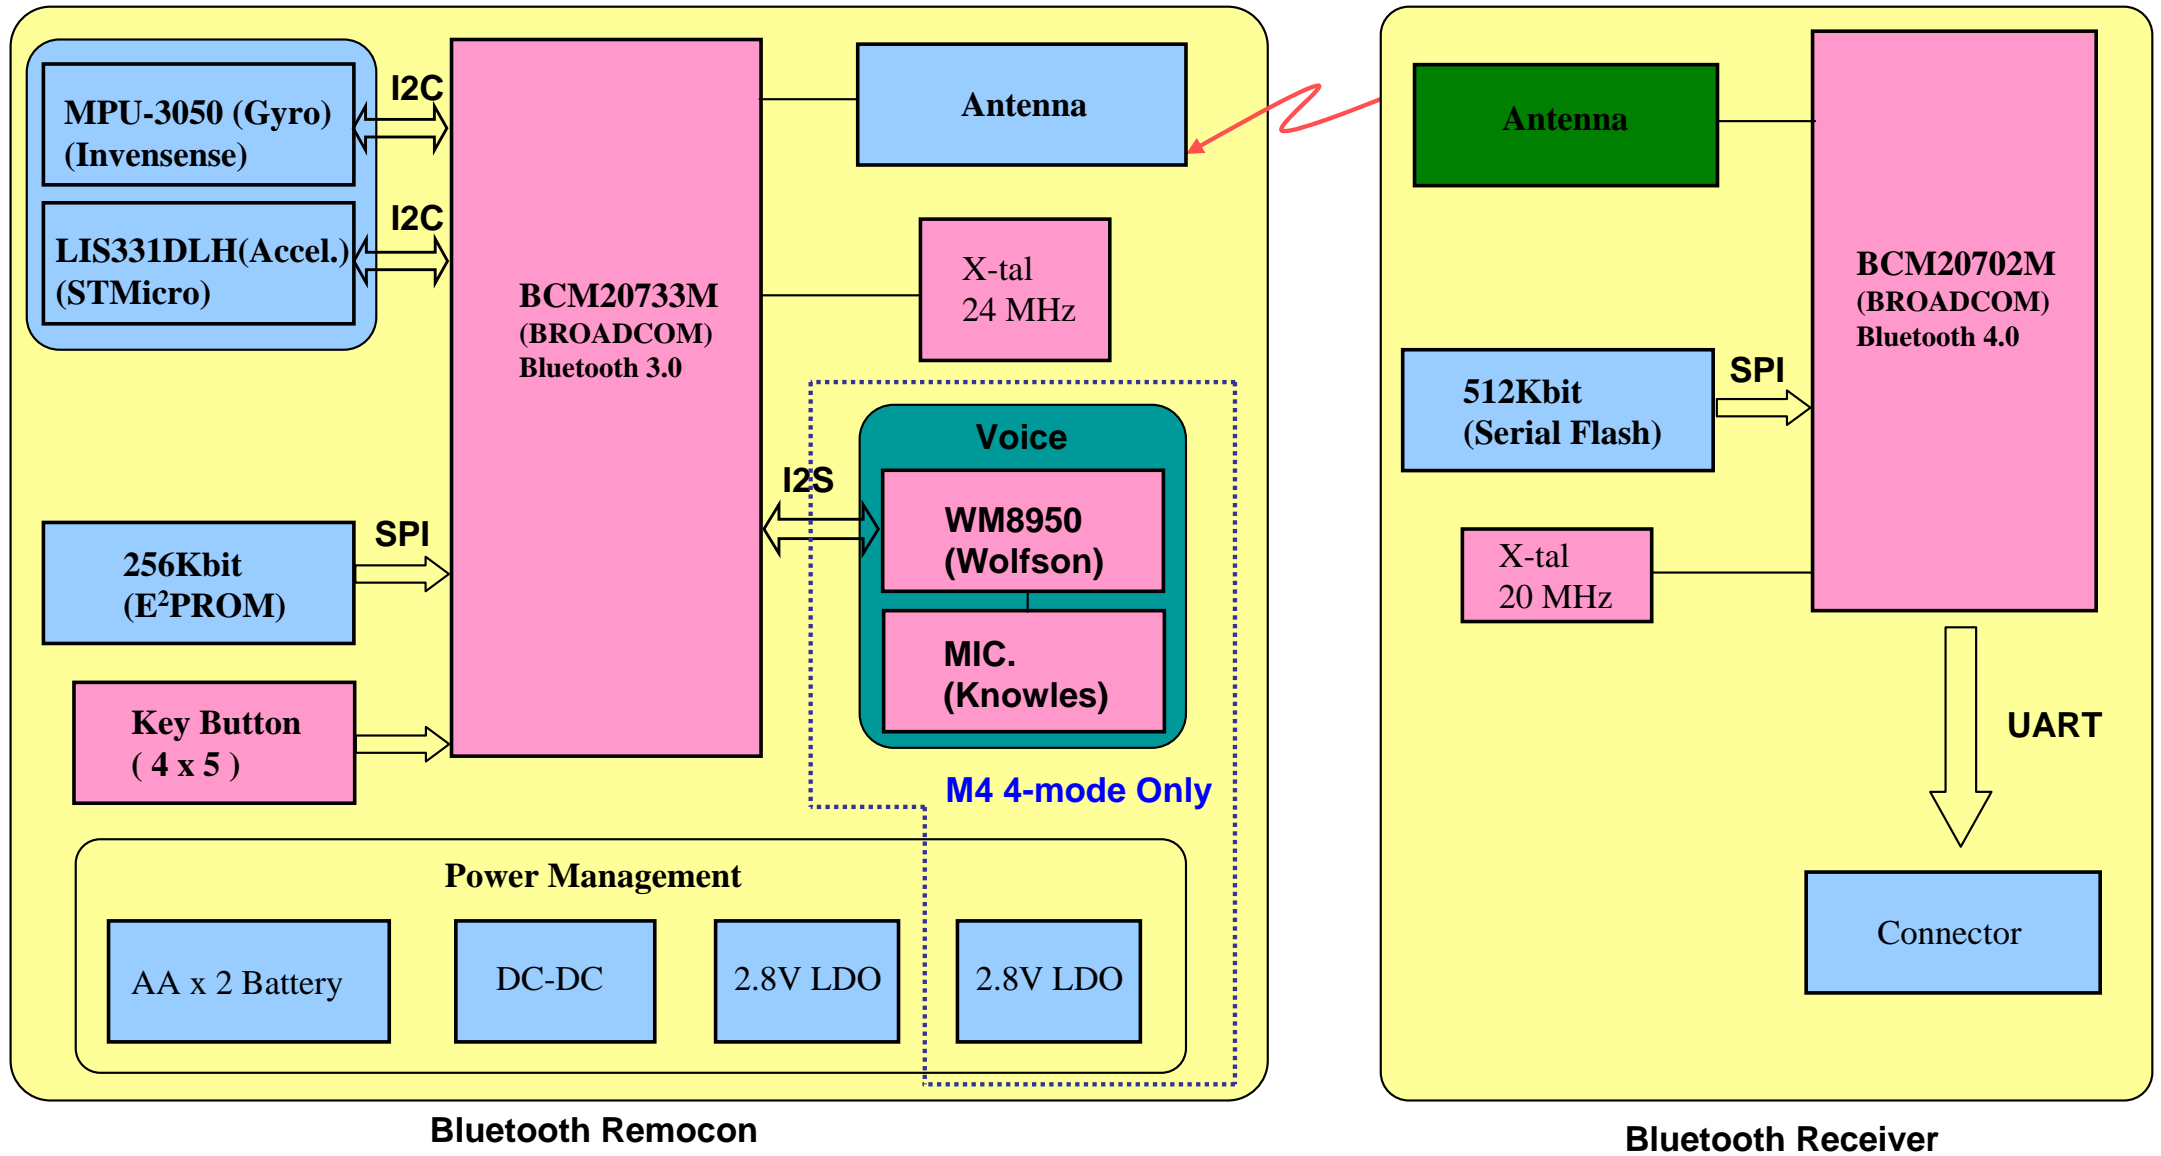 I2C
MPU-3050 (Gyro)
(Invensense)
I2C
LIS331DLH(Accel.)
(STMicro)
BCM20733M
(BROADCOM)
Bluetooth 3.0
Antenna
X-tal
24 MHz
SPI
256Kbit
(E²PROM)
Key Button
( 4 x 5 )
I2S
Voice
WM8950
(Wolfson)
MIC.
(Knowles)
M4 4-mode Only
Power Management
AA x 2 Battery
DC-DC
2.8V LDO
2.8V LDO
Bluetooth Remocon
Antenna
BCM20702M
(BROADCOM)
Bluetooth 4.0
SPI
512Kbit
(Serial Flash)
X-tal
20 MHz
UART
Connector
Bluetooth Receiver